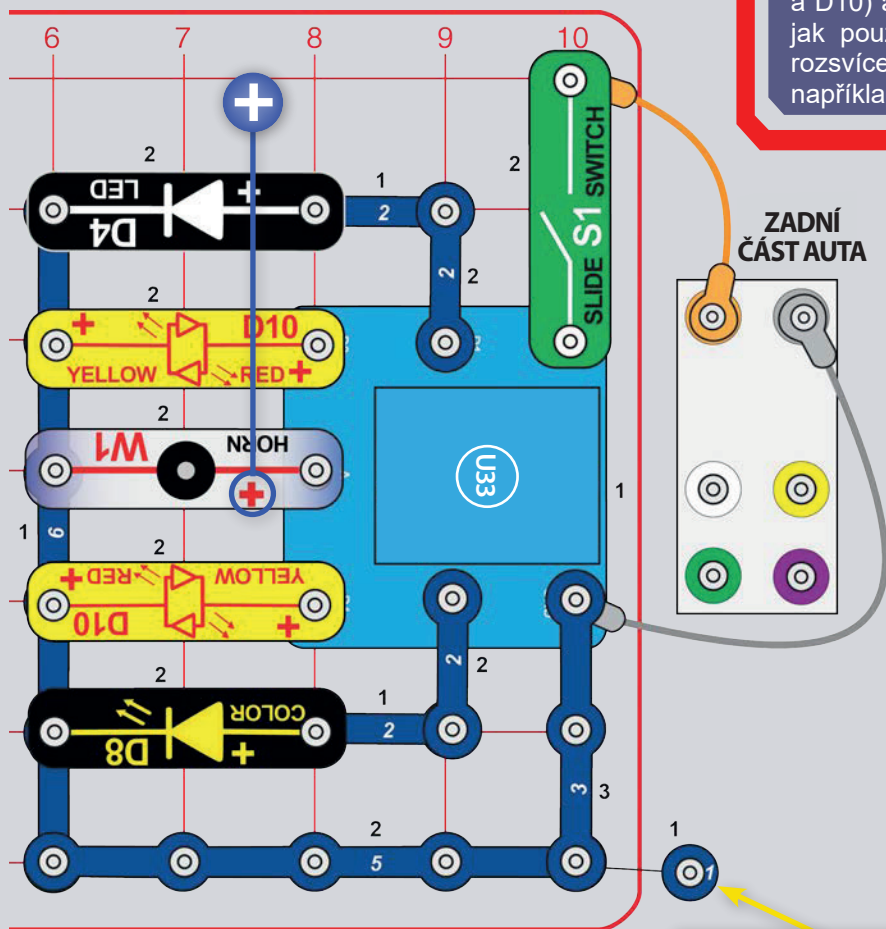 a D10) a
jak použ
rozsvíce
napříkla
6 7 8 9 10
+
2
LED +
D4
1
2
2
2
2
SLIDE S1 SWITCH
ZADNÍ
ČÁST AUTA
2
+ D10
YELLOW RED +
2
W1 HORN
+
U33
1
1
6
2
+ RED YELLOW
D10 +
2
2
2
COLOR
D8 +
1
2
3
3
2
5
1
1